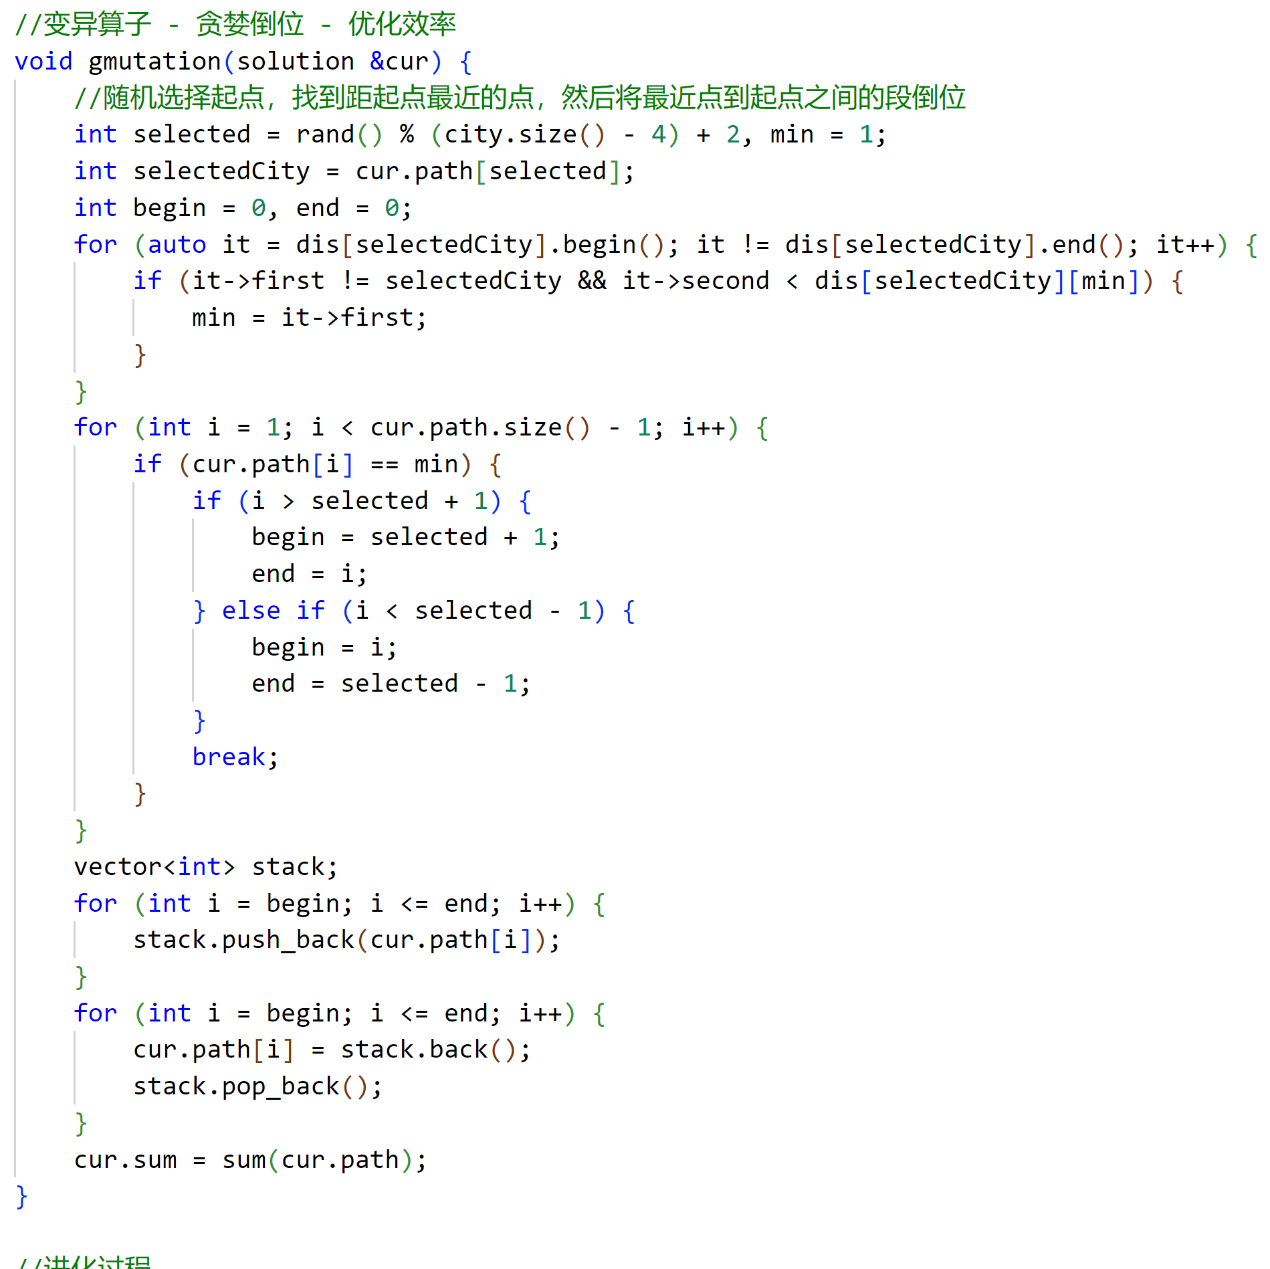 //变异算子 - 贪婪倒位 - 优化效率
void gmutation(solution &cur) {
    //随机选择起点，找到距起点最近的点，然后将最近点到起点之间的段倒位
    int selected = rand() % (city.size() - 4) + 2, min = 1;
    int selectedCity = cur.path[selected];
    int begin = 0, end = 0;
    for (auto it = dis[selectedCity].begin(); it != dis[selectedCity].end(); it++) {
        if (it->first != selectedCity && it->second < dis[selectedCity][min]) {
            min = it->first;
        }
    }
    for (int i = 1; i < cur.path.size() - 1; i++) {
        if (cur.path[i] == min) {
            if (i > selected + 1) {
                begin = selected + 1;
                end = i;
            } else if (i < selected - 1) {
                begin = i;
                end = selected - 1;
            }
            break;
        }
    }
    vector<int> stack;
    for (int i = begin; i <= end; i++) {
        stack.push_back(cur.path[i]);
    }
    for (int i = begin; i <= end; i++) {
        cur.path[i] = stack.back();
        stack.pop_back();
    }
    cur.sum = sum(cur.path);
}
//进化过程